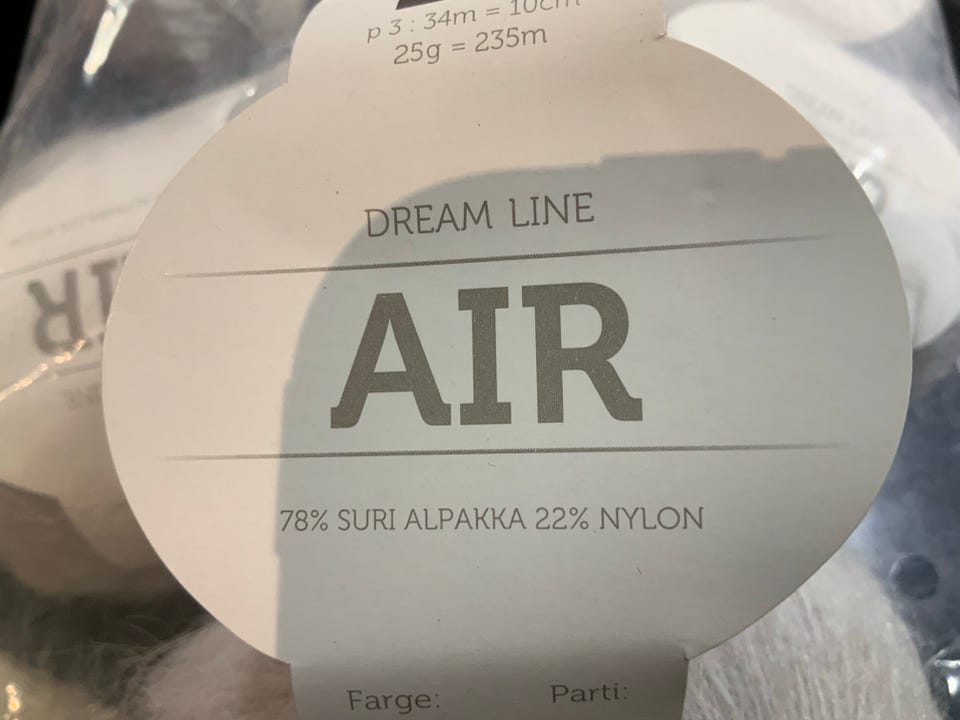 p 3 : 34m = 10cm
25g = 235m
DREAM LINE
AIR
78% SURI ALPAKKA 22% NYLON
Farge: Parti: